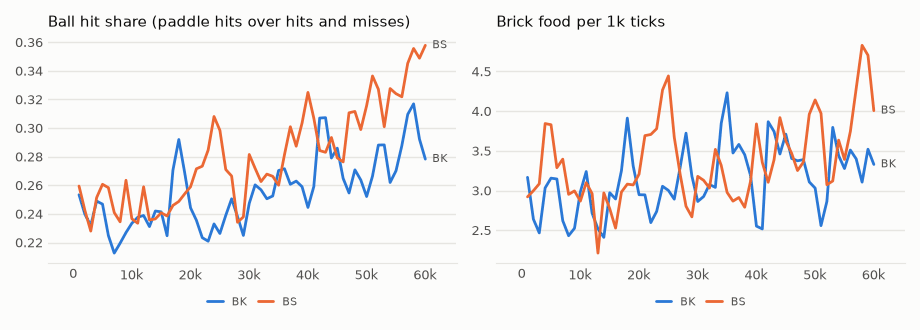 Ball hit share (paddle hits over hits and misses)
0.36
0.34
0.32
0.30
0.28
0.26
0.24
0.22
BS
BK
0 10k 20k 30k 40k 50k 60k
BK BS
Brick food per 1k ticks
4.5
4.0
3.5
3.0
2.5
BS
BK
0 10k 20k 30k 40k 50k 60k
BK BS